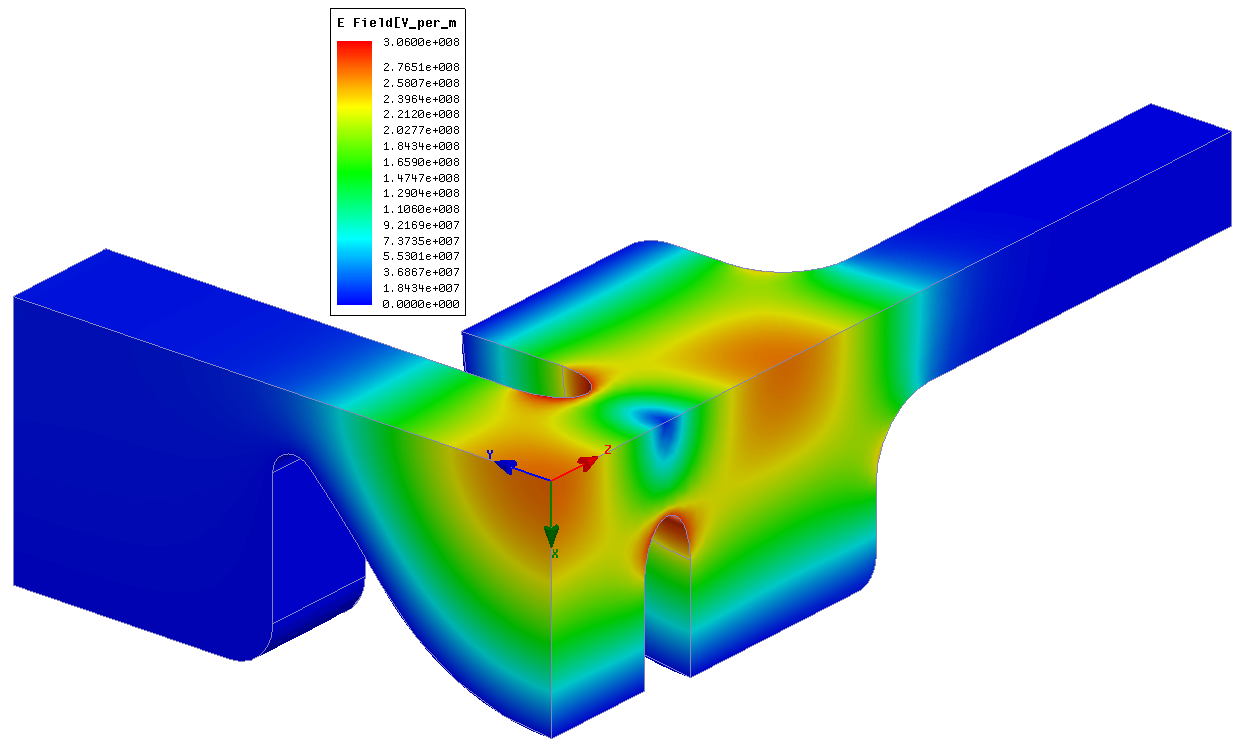 E Field[V_per_m
3.0600e+008
2.7651e+008
2.5807e+008
2.3964e+008
2.2120e+008
2.0277e+008
1.8434e+008
1.6590e+008
1.4747e+008
1.2904e+008
1.1060e+008
9.2169e+007
7.3735e+007
5.5301e+007
3.6867e+007
1.8434e+007
0.0000e+000
Y
Z
X